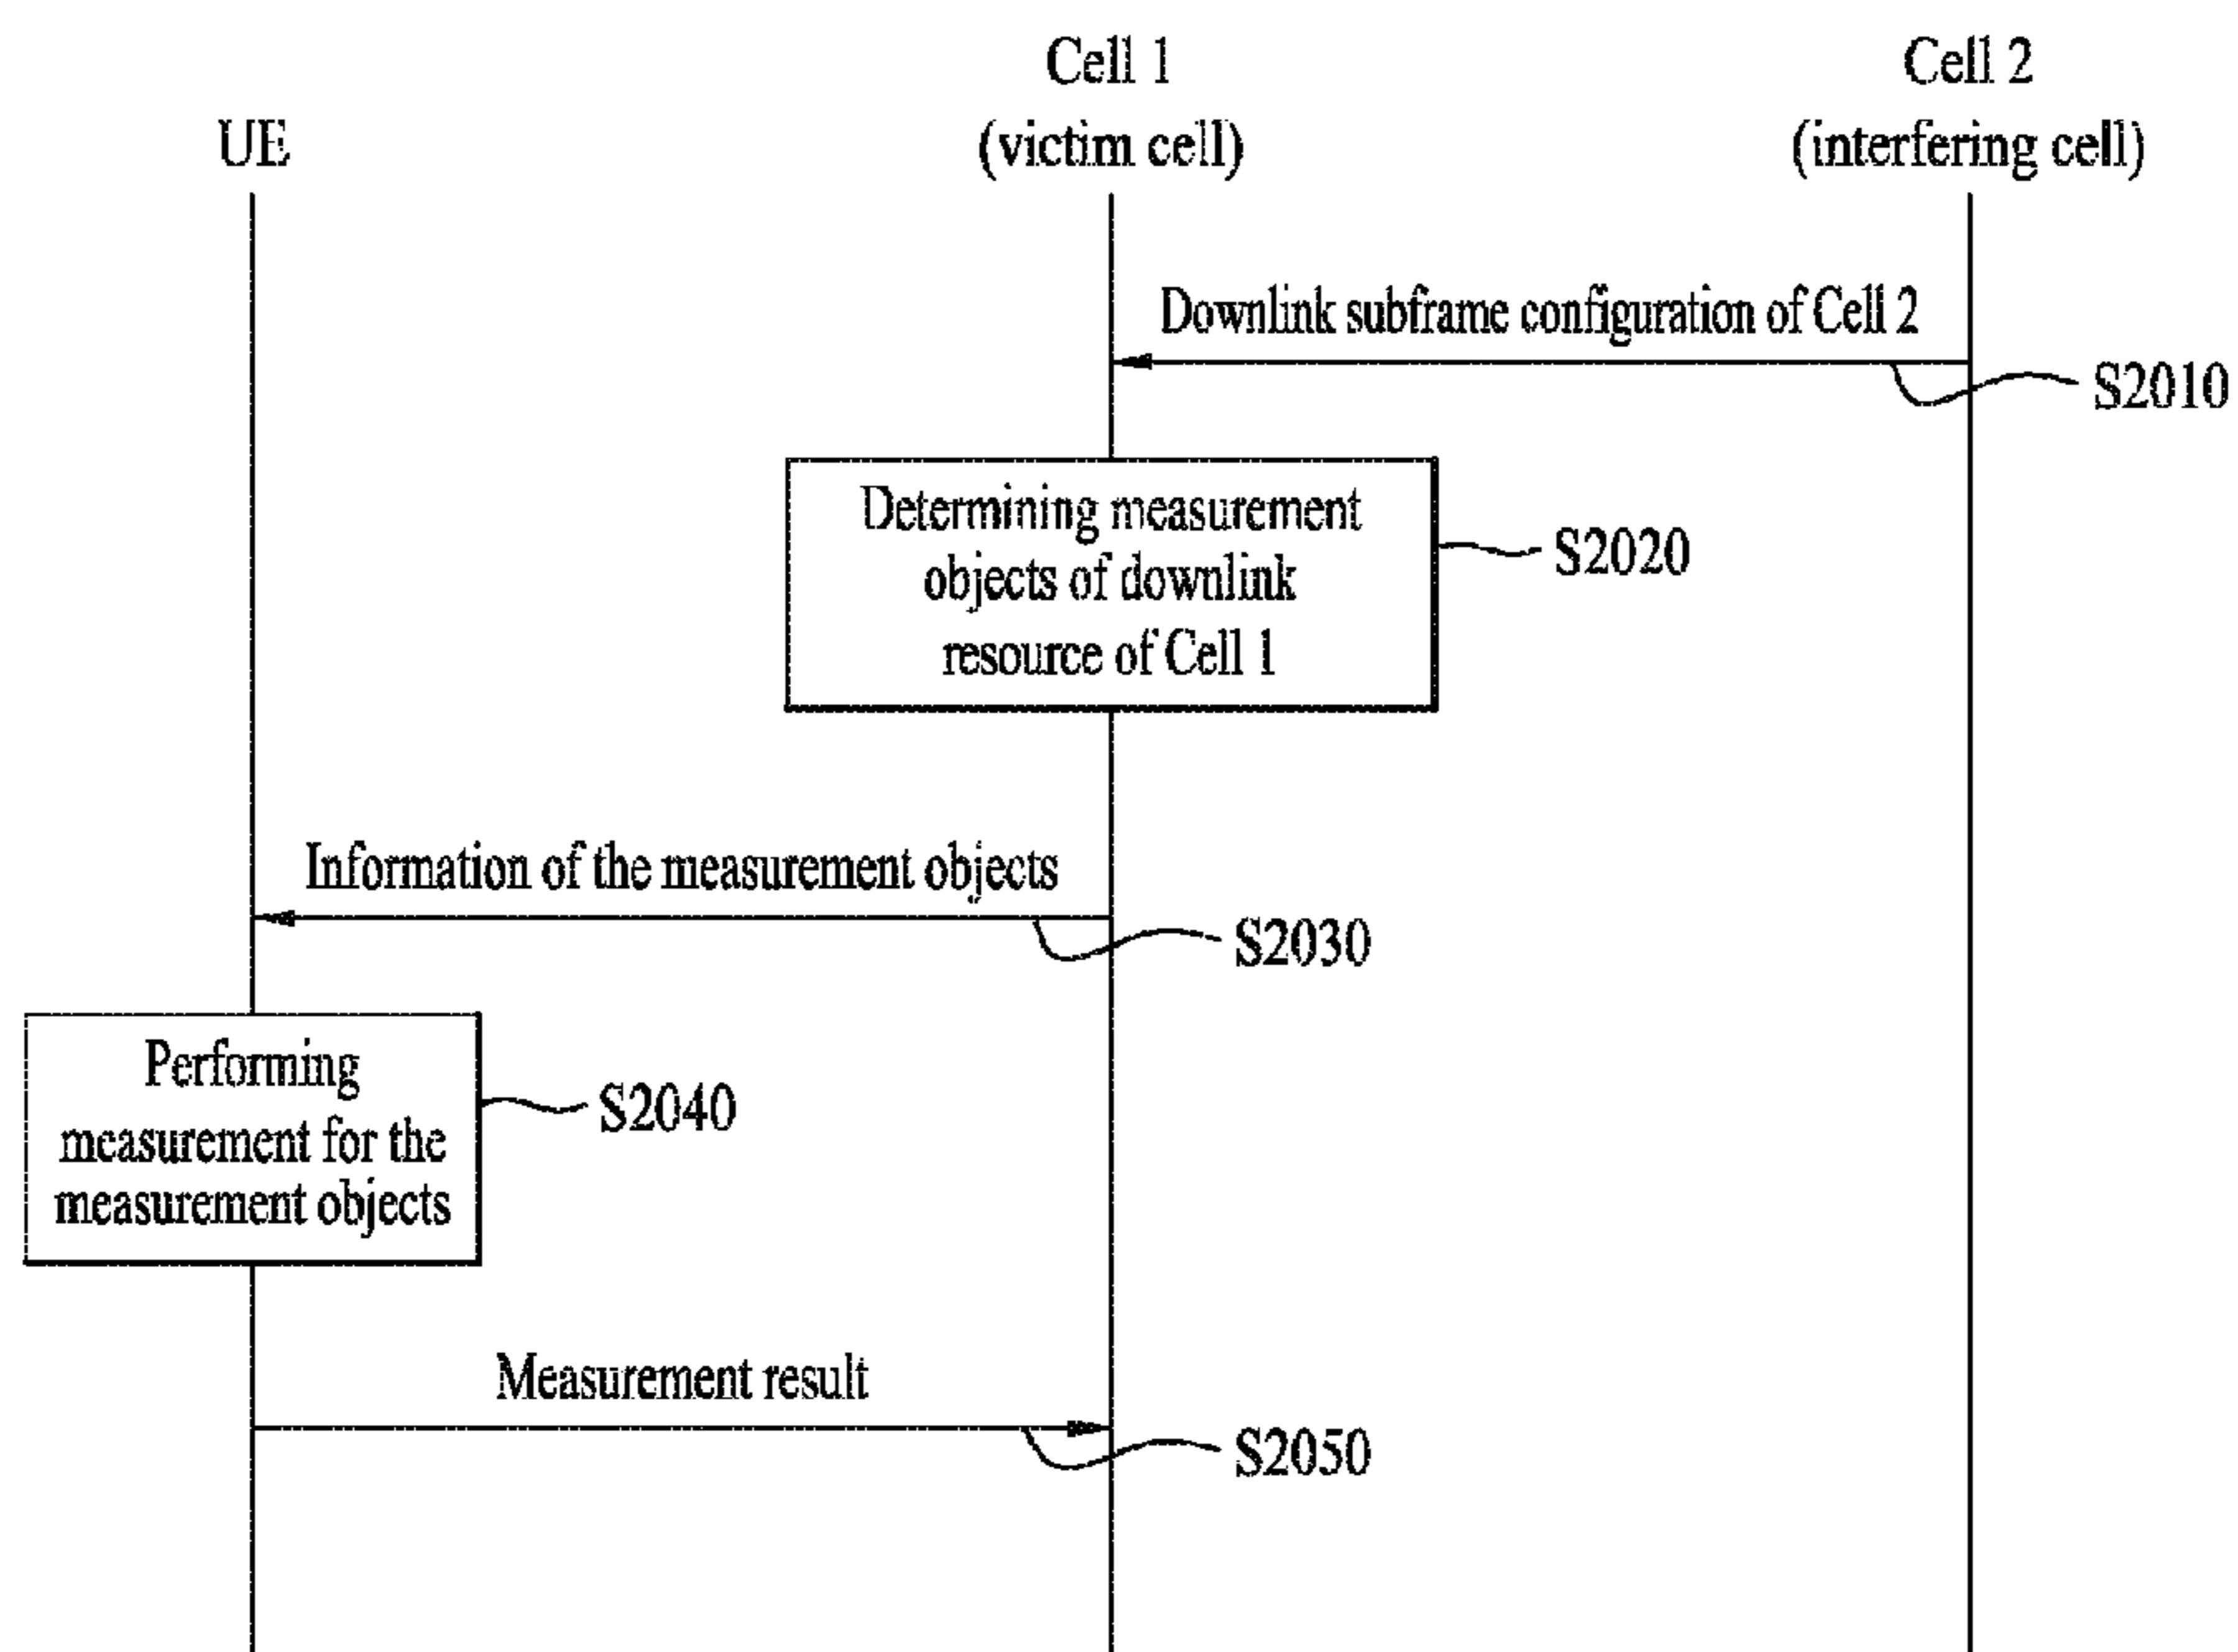 UE
Cell 1
(victim cell)
Cell 2
(interfering cell)
Downlink subframe configuration of Cell 2
S2010
Determining measurement
objects of downlink
resource of Cell 1
S2020
Information of the measurement objects
S2030
Performing
measurement for the
measurement objects
S2040
Measurement result
S2050